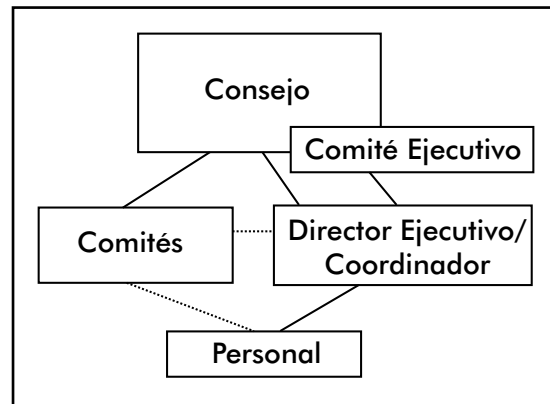 Consejo
Comité Ejecutivo
Comités
Director Ejecutivo/
Coordinador
Personal